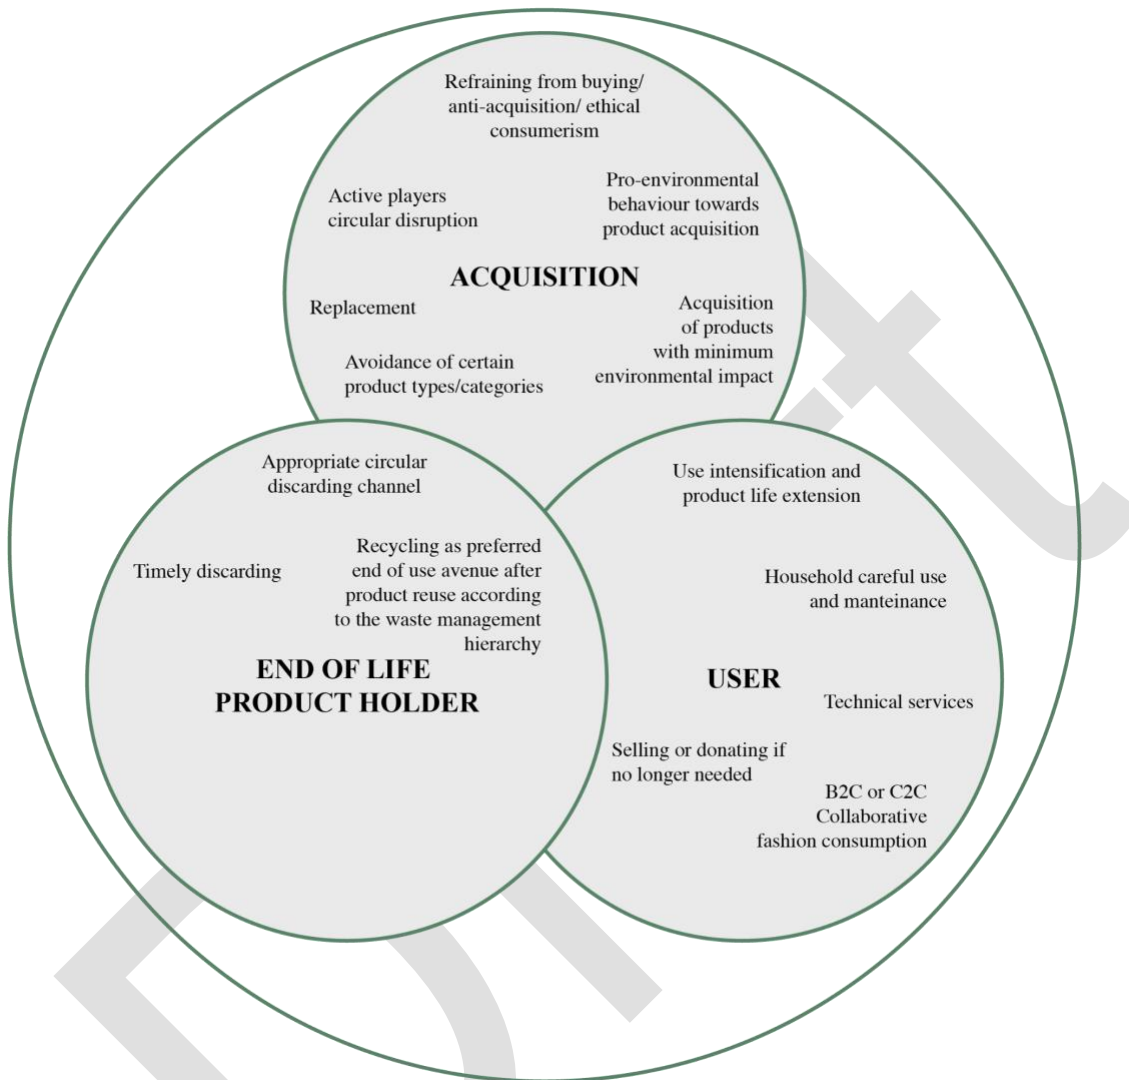 Refraining from buying/
anti-acquisition/ ethical
consumerism
Active players
circular disruption
Pro-environmental
behaviour towards
product acquisition
ACQUISITION
Replacement
Acquisition
of products
with minimum
environmental impact
Avoidance of certain
product types/categories
Appropriate circular
discarding channel
Timely discarding
Recycling as preferred
end of use avenue after
product reuse according
to the waste management
hierarchy
END OF LIFE
PRODUCT HOLDER
Use intensification and
product life extension
Household careful use
and manteinance
USER
Technical services
Selling or donating if
no longer needed
B2C or C2C
Collaborative
fashion consumption